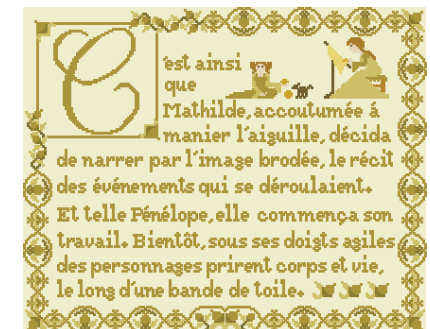 C'est ainsi
que
Mathilde, accoutumée á
manier l'aiguille, décida
de narrer par l'image brodée, le récit
des événements qui se déroulaient.
Et telle Pénélope, elle commença son
travail. Bientôt, sous ses doigts agiles
des personnages prirent corps et vie,
le long d'une bande de toile.